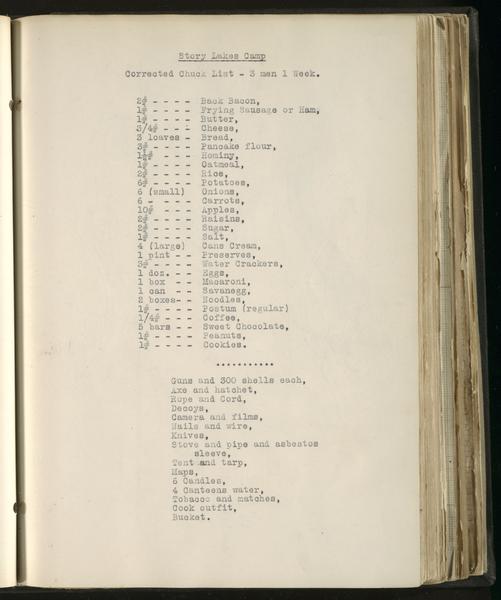 Story Lakes Camp
Corrected Chuck List - 3 men 1 Week.
2# - - - - Back Bacon,
1# - - - - Frying Sausage or Ham,
1# - - - - Butter,
3/4# - - - Cheese,
3 loaves - Bread,
3# - - - - Pancake flour,
1½# - - - Hominy,
1# - - - - Oatmeal,
2# - - - - Rice,
6# - - - - Potatoes,
6 (small) Onions,
6 - - - - Carrots,
10# - - - Apples,
2# - - - - Raisins,
2# - - - - Sugar,
1# - - - - Salt,
4 (large) Cans Cream,
1 pint - - Preserves,
3# - - - - Water Crackers,
1 doz. - - Eggs,
1 box - - Macaroni,
1 can - - Savanegg,
2 boxes- - Noodles,
1# - - - - Postum (regular)
1/4# - - - Coffee,
5 bars - - Sweet Chocolate,
1# - - - - Peanuts,
1# - - - - Cookies.
...........
Guns and 300 shells each,
Axe and hatchet,
Rope and Cord,
Decoys,
Camera and films,
Nails and wire,
Knives,
Stove and pipe and asbestos
sleeve,
Tent and tarp,
Maps,
6 Candles,
4 Canteens water,
Tobacco and matches,
Cook outfit,
Bucket.